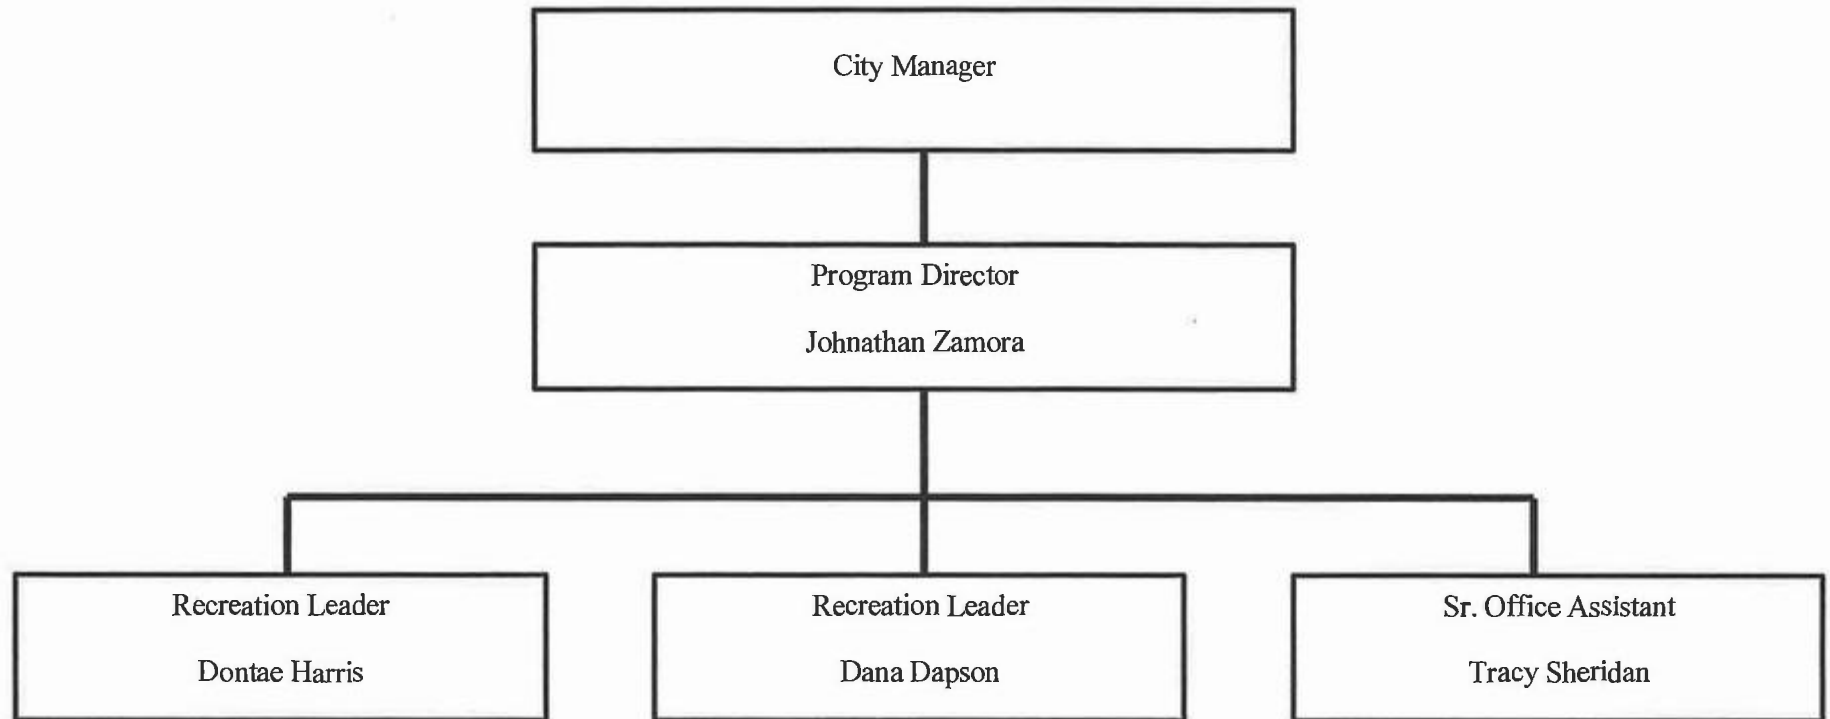 City Manager
Program Director
Johnathan Zamora
Recreation Leader
Dontae Harris
Recreation Leader
Dana Dapson
Sr. Office Assistant
Tracy Sheridan